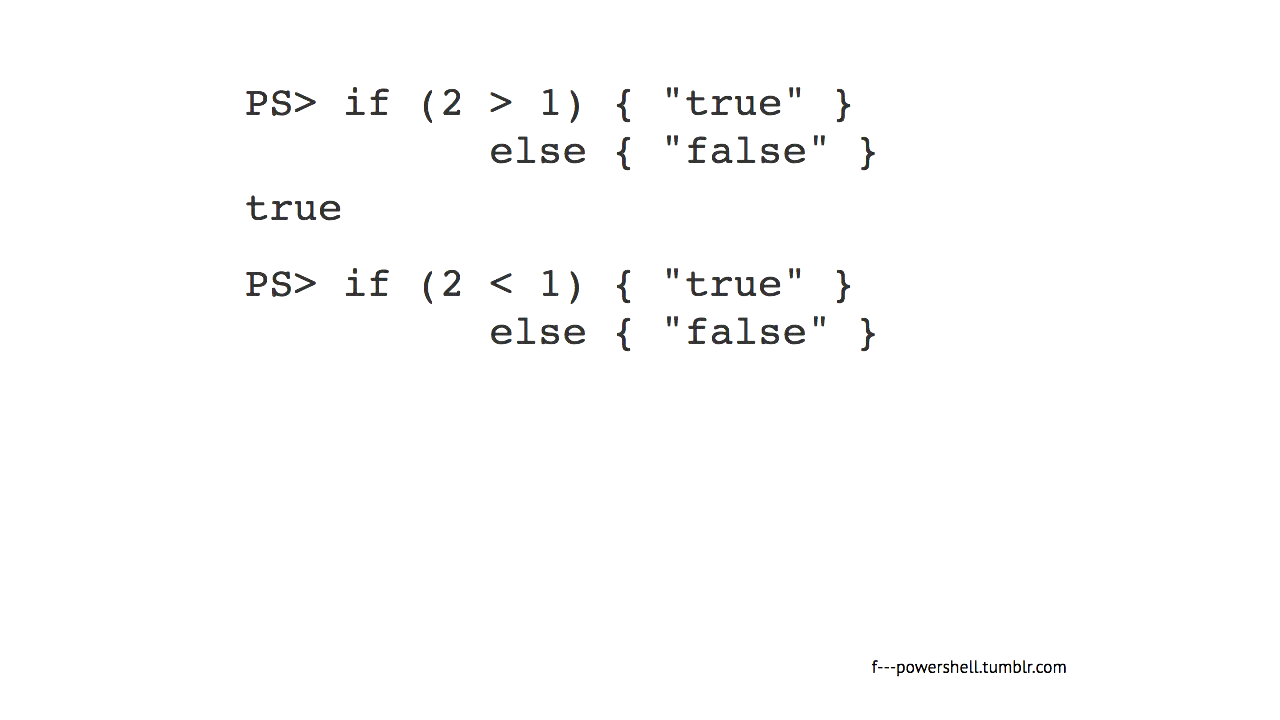 PS> if (2 > 1) { "true" }
else { "false" }
true
PS> if (2 < 1) { "true" }
else { "false" }
f---powershell.tumblr.com